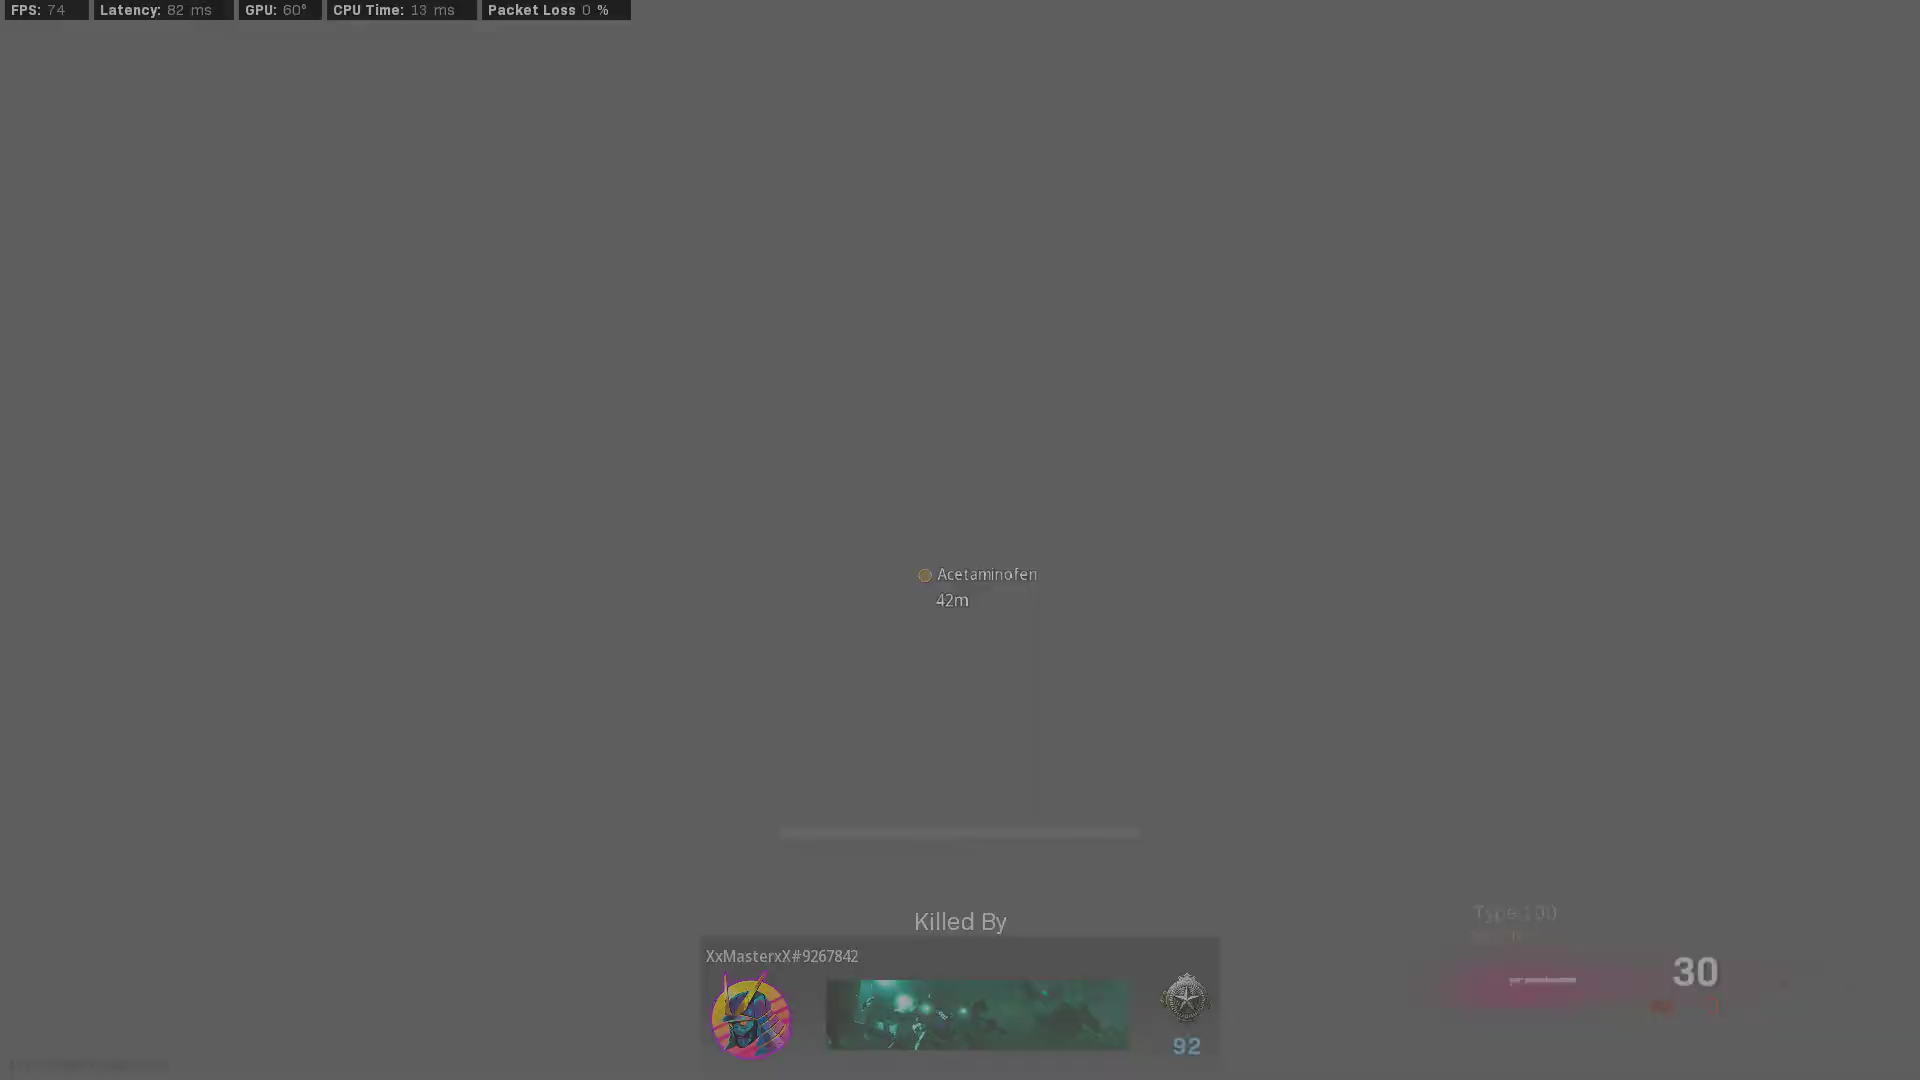 FPS: 74 Latency: 82 ms GPU: 60° CPU Time: 13 ms Packet Loss 0 %
Acetaminofen
42m
Killed By
XxMasterxX#9267842
92
Type 100
30